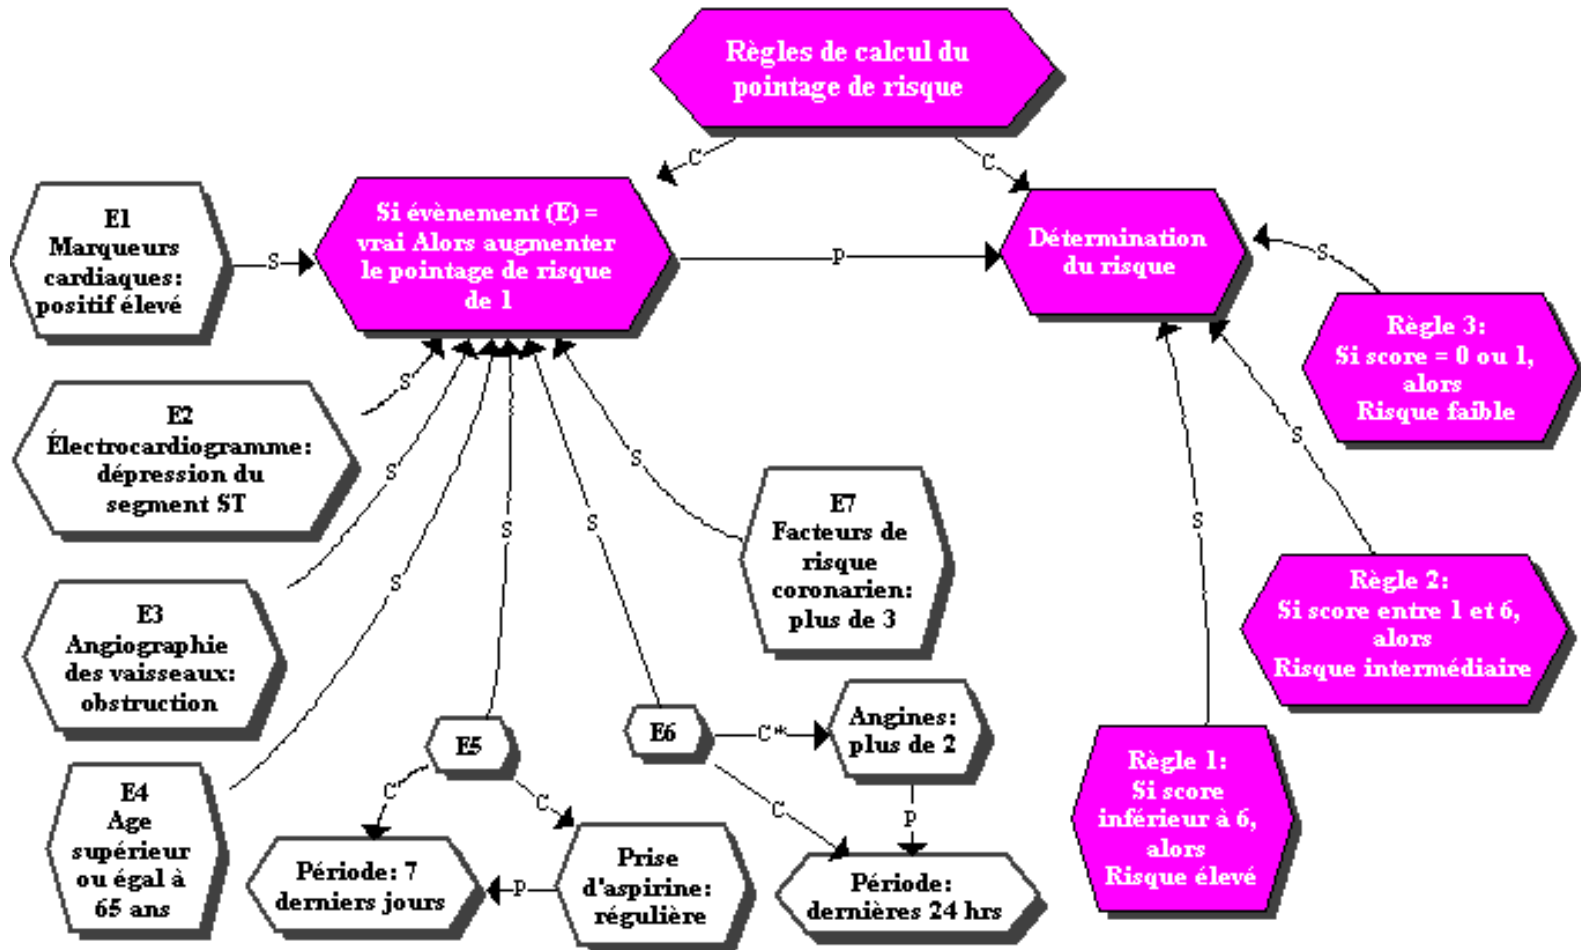 Règles de calcul du
pointage de risque
C
C
E1
Marqueurs
cardiaques:
positif élevé
S
Si évènement (E) =
vrai Alors augmenter
le pointage de risque
de 1
P
Détermination
du risque
S
Règle 3:
Si score = 0 ou 1,
alors
Risque faible
E2
Électrocardiogramme:
dépression du
segment ST
S
S
S
S
S
S
S
S
E7
Facteurs de
risque
coronarien:
plus de 3
Règle 2:
Si score entre 1 et 6,
alors
Risque intermédiaire
E3
Angiographie
des vaisseaux:
obstruction
E5
E6
C*
Angines:
plus de 2
Règle 1:
Si score
inférieur à 6,
alors
Risque élevé
E4
Age
supérieur
ou égal à
65 ans
C
C
C
P
Période: 7
derniers jours
P
Prise
d'aspirine:
régulière
Période:
dernières 24 hrs